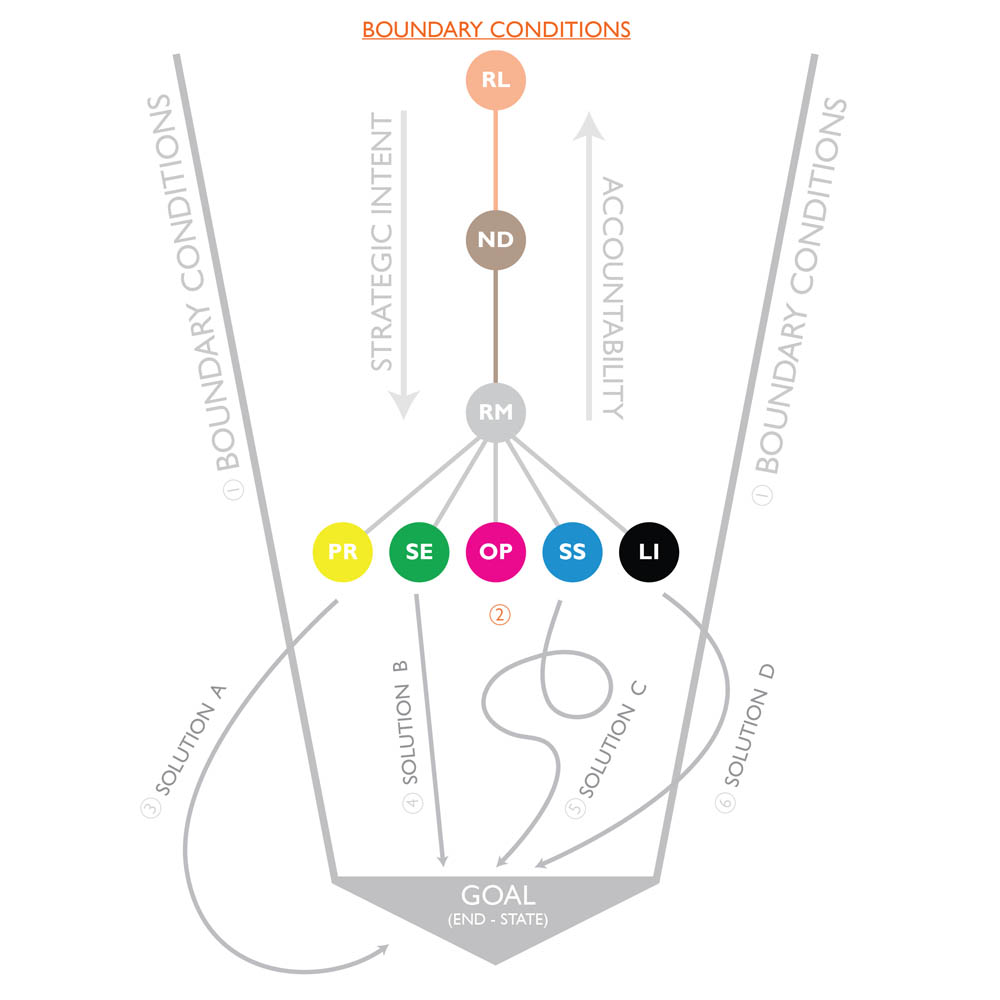 BOUNDARY CONDITIONS
RL
STRATEGIC INTENT
ACCOUNTABILITY
① BOUNDARY CONDITIONS
① BOUNDARY CONDITIONS
ND
RM
PR
SE
OP
SS
LI
②
③ SOLUTION A
④ SOLUTION B
⑤ SOLUTION C
⑥ SOLUTION D
GOAL
(END - STATE)